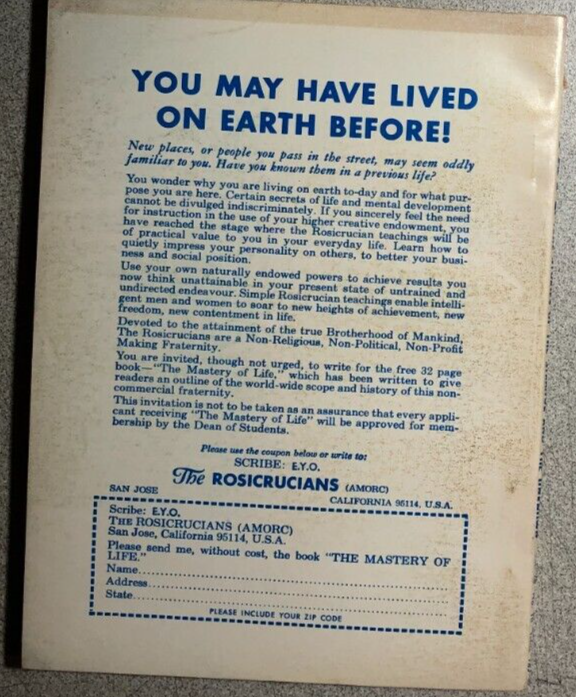 YOU MAY HAVE LIVED
ON EARTH BEFORE!
New places, or people you pass in the street, may seem oddly
familiar to you. Have you known them in a previous life?
You wonder why you are living on earth to-day and for what pur-
pose you are here. Certain secrets of life and mental development
cannot be divulged indiscriminately. If you sincerely feel the need
for instruction in the use of your higher creative endowment, you
have reached the stage where the Rosicrucian teachings will be
of practical value to you in your everyday life. Learn how to
quietly impress your personality on others, to better your busi-
ness and social position.
Use your own naturally endowed powers to achieve results you
now think unattainable in your present state of untrained and
undirected endeavour. Simple Rosicrucian teachings enable intelli-
gent men and women to soar to new heights of achievement, new
freedom, new contentment in life.
Devoted to the attainment of the true Brotherhood of Mankind,
The Rosicrucians are a Non-Religious, Non-Political, Non-Profit
Making Fraternity.
You are invited, though not urged, to write for the free 32 page
book—"The Mastery of Life," which has been written to give
readers an outline of the world-wide scope and history of this non-
commercial fraternity.
This invitation is not to be taken as an assurance that every appli-
cant receiving "The Mastery of Life" will be approved for mem-
bership by the Dean of Students.
Please use the coupon below or write to:
SCRIBE: E.Y.O.
The ROSICRUCIANS (AMORC)
SAN JOSE CALIFORNIA 95114, U.S.A.
Scribe: E.Y.O.
THE ROSICRUCIANS (AMORC)
San Jose, California 95114, U.S.A.
Please send me, without cost, the book "THE MASTERY OF
LIFE."
Name
Address
State
PLEASE INCLUDE YOUR ZIP CODE